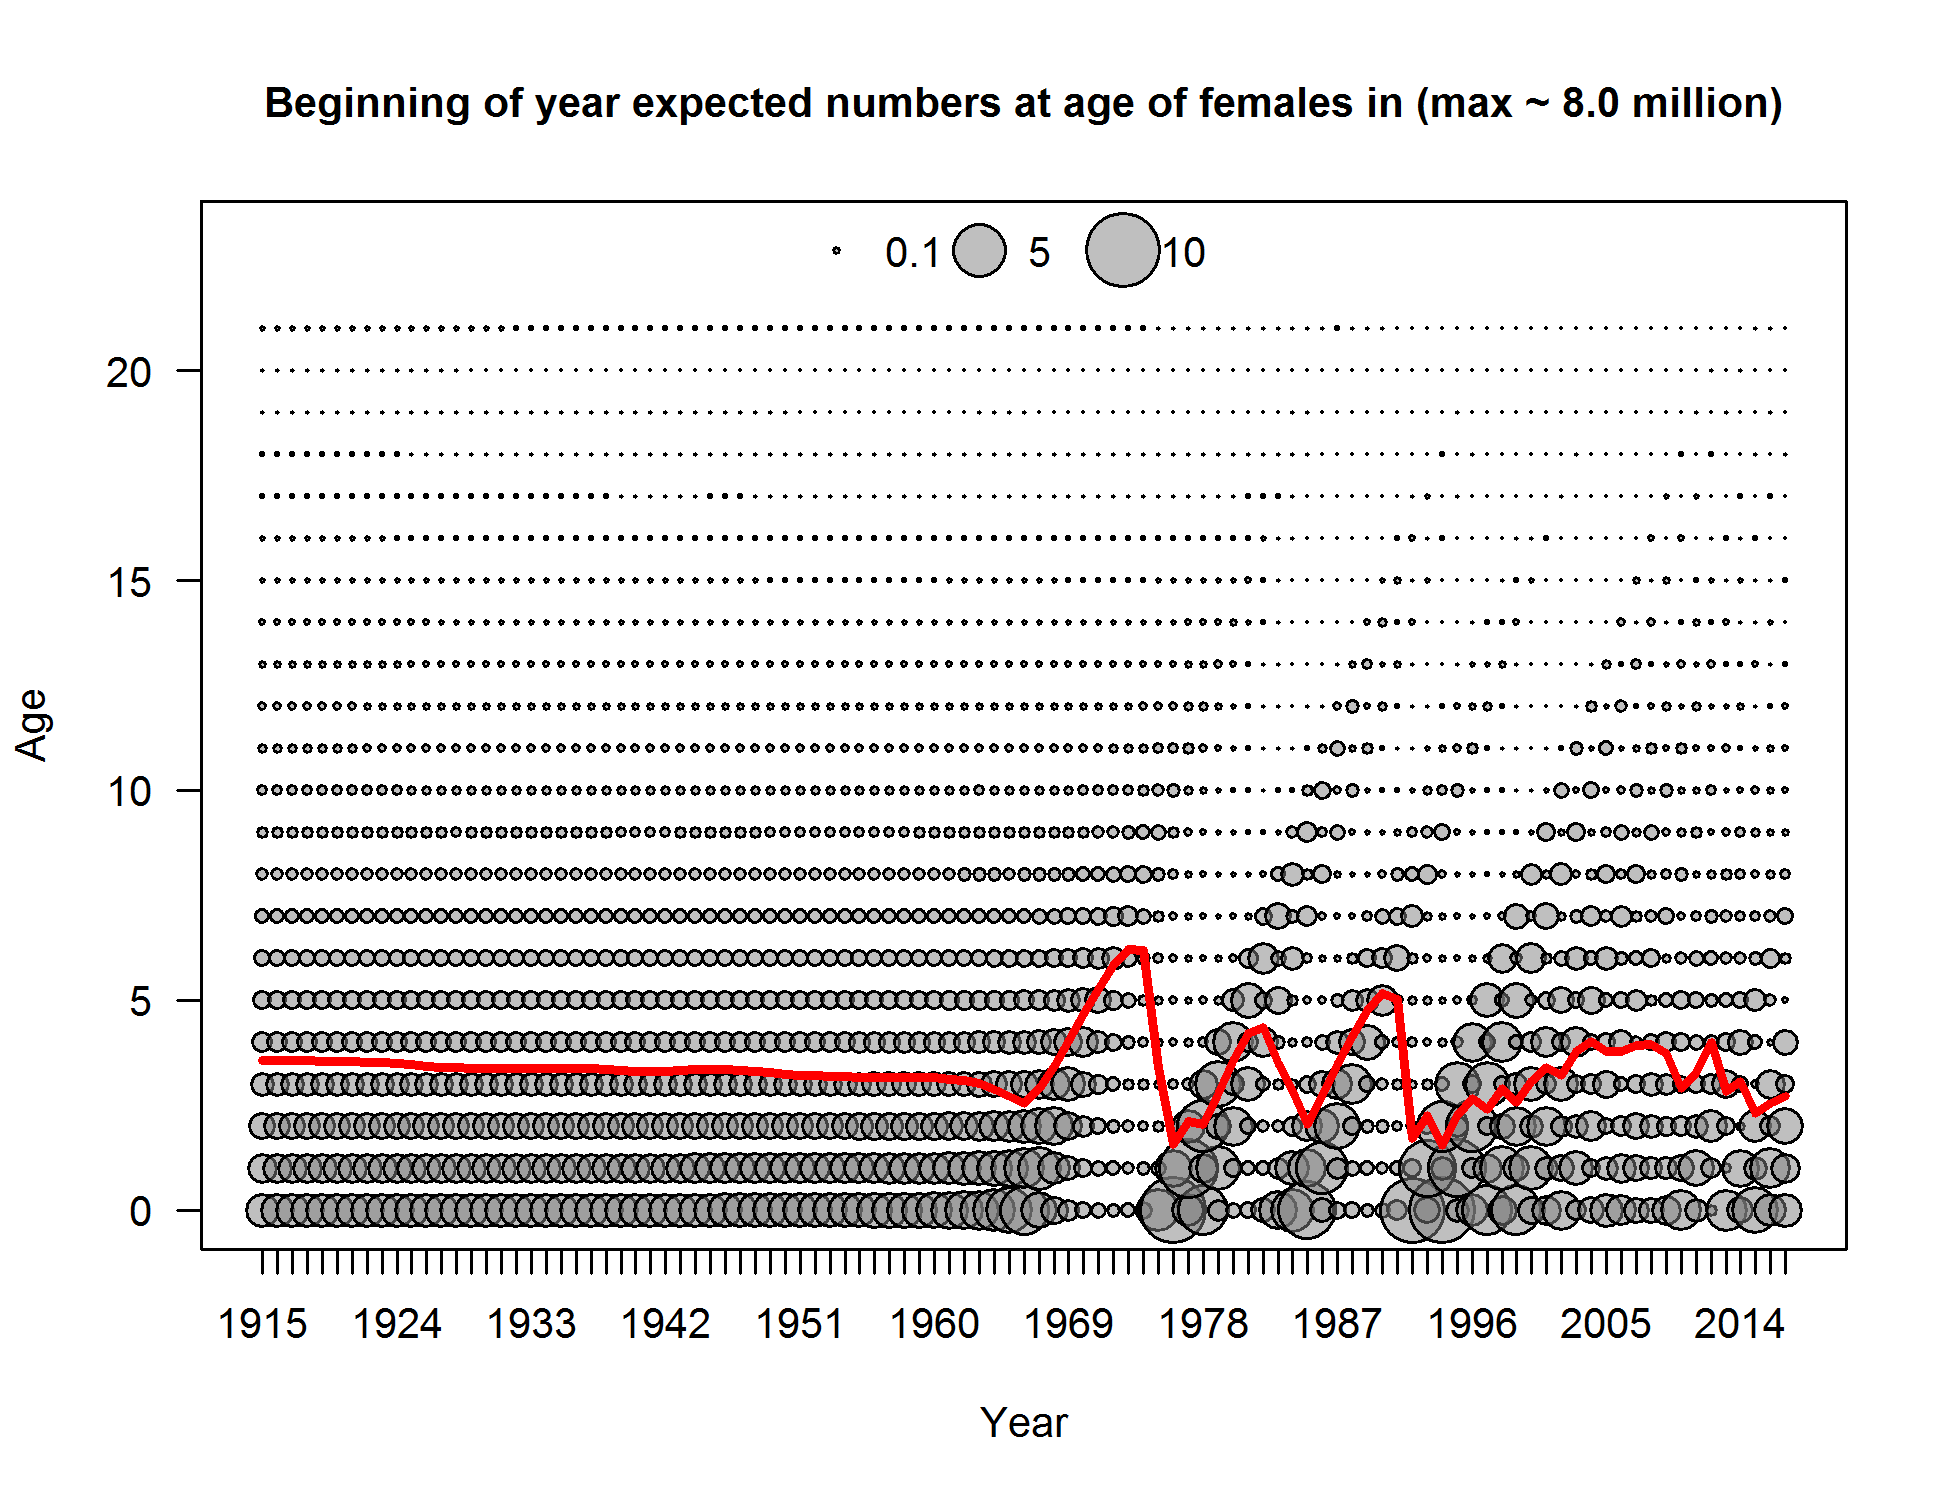 Beginning of year expected numbers at age of females in (max ~ 8.0 million)
0.1 5 10
20
15
10
5
0
Age
1915 1924 1933 1942 1951 1960 1969 1978 1987 1996 2005 2014
Year